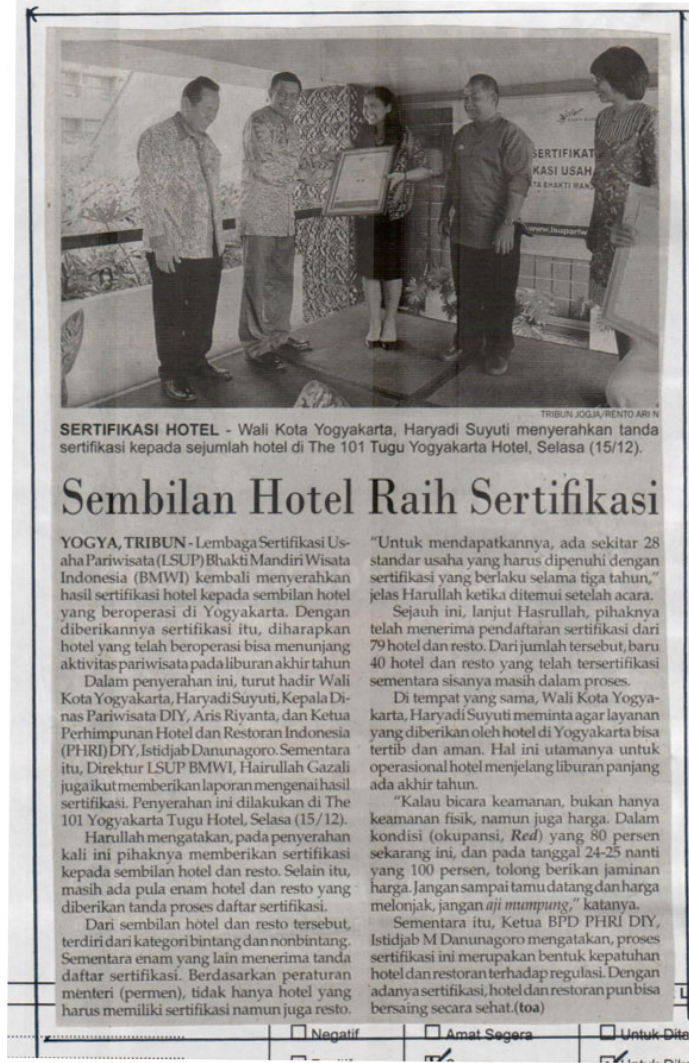 SERTIFIKAT
KASI USAH
TA BHAKTI MAND
www.lsupariw
TRIBUN JOGJA/RENTO ARI N
SERTIFIKASI HOTEL - Wali Kota Yogyakarta, Haryadi Suyuti menyerahkan tanda
sertifikasi kepada sejumlah hotel di The 101 Tugu Yogyakarta Hotel, Selasa (15/12).
Sembilan Hotel Raih Sertifikasi
YOGYA, TRIBUN - Lembaga Sertifikasi Us-
aha Pariwisata (LSUP) Bhakti Mandiri Wisata
Indonesia (BMWI) kembali menyerahkan
hasil sertifikasi hotel kepada sembilan hotel
yang beroperasi di Yogyakarta. Dengan
diberikannya sertifikasi itu, diharapkan
hotel yang telah beroperasi bisa menunjang
aktivitas pariwisata pada liburan akhir tahun
Dalam penyerahan ini, turut hadir Wali
Kota Yogyakarta, Haryadi Suyuti, Kepala Di-
nas Pariwisata DIY, Aris Riyanta, dan Ketua
Perhimpunan Hotel dan Restoran Indonesia
(PHRI) DIY, Istidjab Danunagoro. Sementara
itu, Direktur LSUP BMWI, Hairullah Gazali
juga ikut memberikan laporan mengenai hasil
sertifikasi. Penyerahan ini dilakukan di The
101 Yogyakarta Tugu Hotel, Selasa (15/12).
Harullah mengatakan, pada penyerahan
kali ini pihaknya memberikan sertifikasi
kepada sembilan hotel dan resto. Selain itu,
masih ada pula enam hotel dan resto yang
diberikan tanda proses daftar sertifikasi.
Dari sembilan hotel dan resto tersebut,
terdiri dari kategori bintang dan nonbintang.
Sementara enam yang lain menerima tanda
daftar sertifikasi. Berdasarkan peraturan
menteri (permen), tidak hanya hotel yang
harus memiliki sertifikasi namun juga resto.
"Untuk mendapatkannya, ada sekitar 28
standar usaha yang harus dipenuhi dengan
sertifikasi yang berlaku selama tiga tahun,"
jelas Harullah ketika ditemui setelah acara.
Sejauh ini, lanjut Hasrullah, pihaknya
telah menerima pendaftaran sertifikasi dari
79 hotel dan resto. Dari jumlah tersebut, baru
40 hotel dan resto yang telah tersertifikasi
sementara sisanya masih dalam proses.
Di tempat yang sama, Wali Kota Yogya-
karta, Haryadi Suyuti meminta agar layanan
yang diberikan oleh hotel di Yogyakarta bisa
tertib dan aman. Hal ini utamanya untuk
operasional hotel menjelang liburan panjang
ada akhir tahun.
"Kalau bicara keamanan, bukan hanya
keamanan fisik, namun juga harga. Dalam
kondisi (okupansi, Red) yang 80 persen
sekarang ini, dan pada tanggal 24-25 nanti
yang 100 persen, tolong berikan jaminan
harga. Jangan sampai tamu datang dan harga
melonjak, jangan aji mumpung," katanya.
Sementara itu, Ketua BPD PHRI DIY,
Istidjab M Danunagoro mengatakan, proses
sertifikasi ini merupakan bentuk kepatuhan
hotel dan restoran terhadap regulasi. Dengan
adanya sertifikasi, hotel dan restoran pun bisa
bersaing secara sehat.(toa)
Negatif
Amat Segera
Untuk Dite